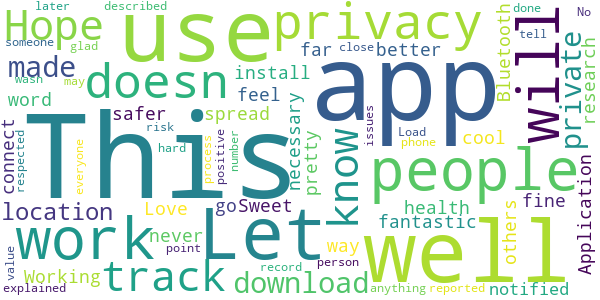 later described
someone
glad
wash
Hope
use
privacy
made
doesn
far close better
done
tell
No
Bluetooth
app
will
private
research
install
word
safer spread
feel
necessary
pretty
cool
Load
phone
issues
connect
respected
everyone
risk
hard
process
positive
number
This
know
people
health
fantastic
others
fine
Application
location
Love
never
go Sweet
Let
way
well
work
Working
point
track
value
explained
record
person
download
anything reported notified
may